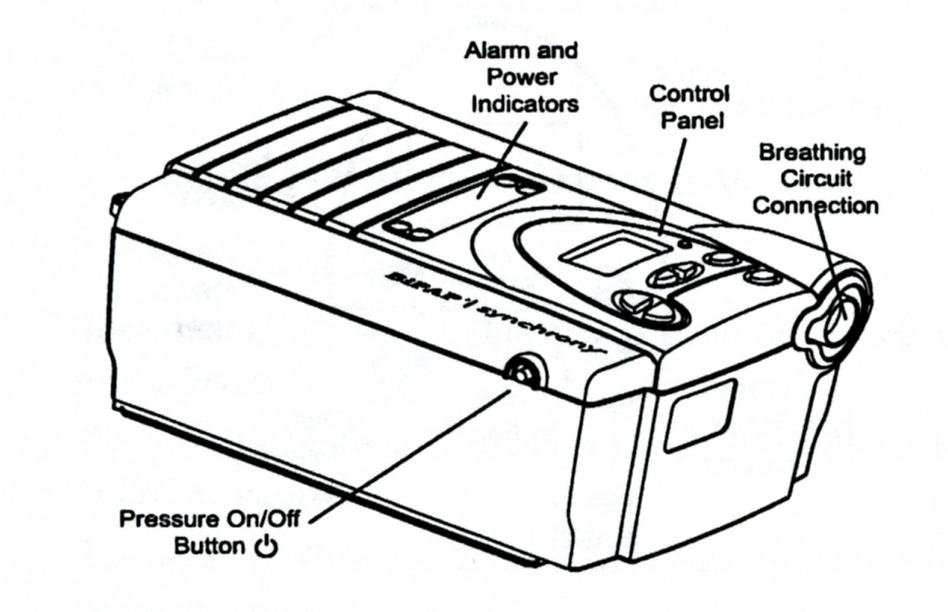 Alarm and
Power
Indicators
Control
Panel
Breathing
Circuit
Connection
BiPAP synchrony
Pressure On/Off
Button ⏻